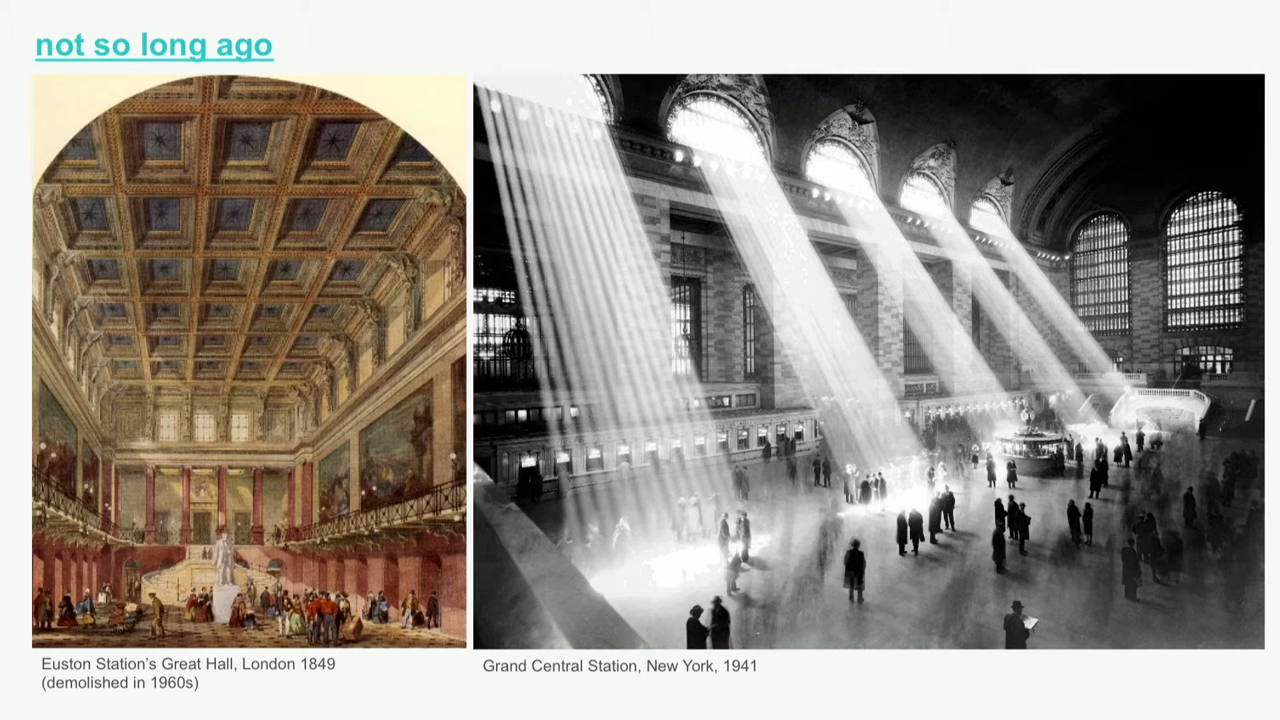 not so long ago
Euston Station’s Great Hall, London 1849
(demolished in 1960s)
Grand Central Station, New York, 1941